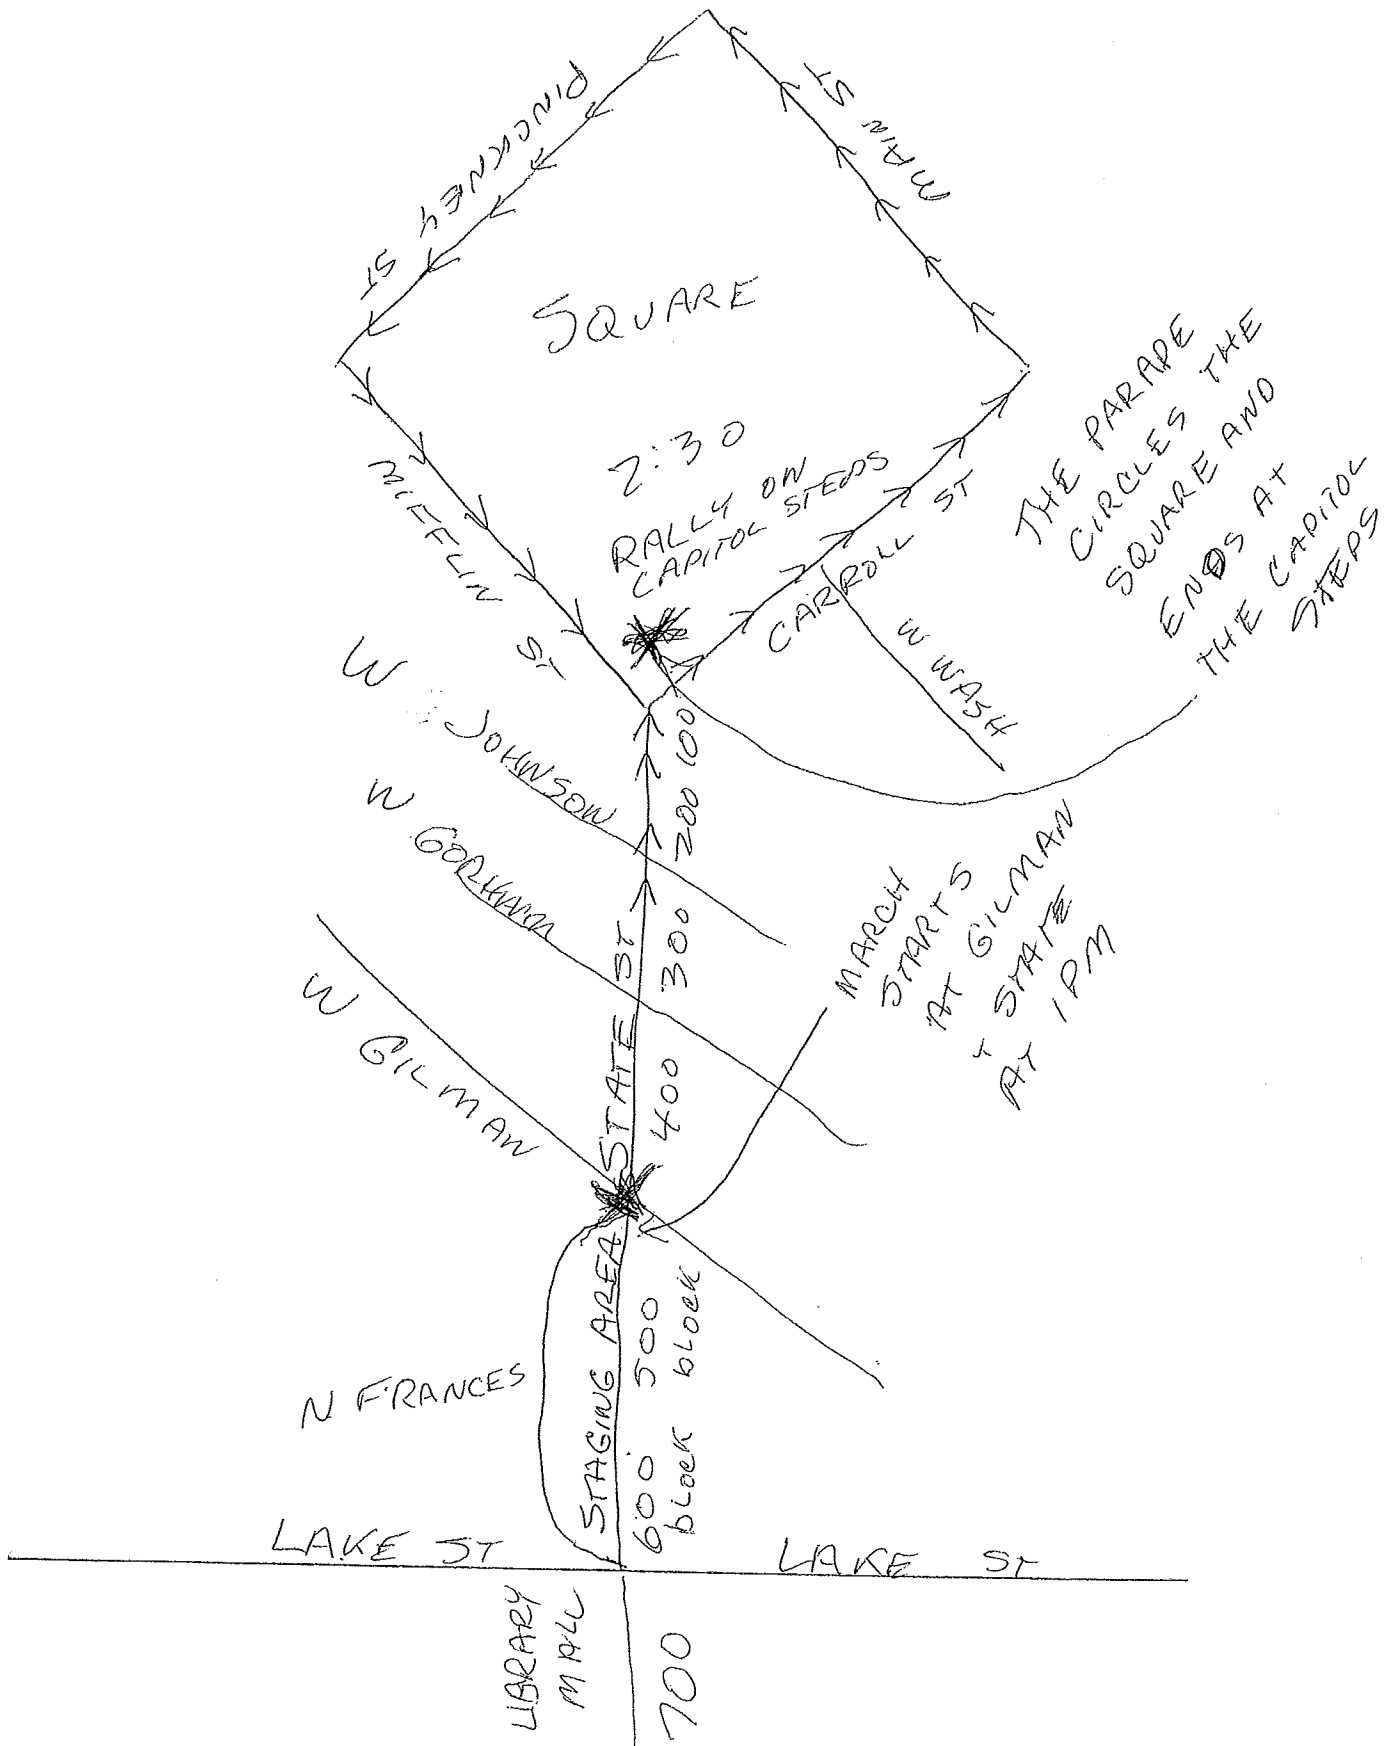 PINCKNEY ST
MAIN ST
SQUARE
2:30
RALLY ON
CAPITOL STEPS
MIFFLIN ST
CARROLL ST
THE PARADE
CIRCLES THE
SQUARE AND
ENDS AT
THE CAPITOL
STEPS
W WASH
W JOHNSON
W GORHAM
W GILMAN
STATE ST
100
200
300
400
MARCH
STARTS
AT GILMAN
+ STATE
AT 1PM
STAGING AREA
500
block
600
block
N FRANCES
LAKE ST
LAKE ST
LIBRARY
MALL
700